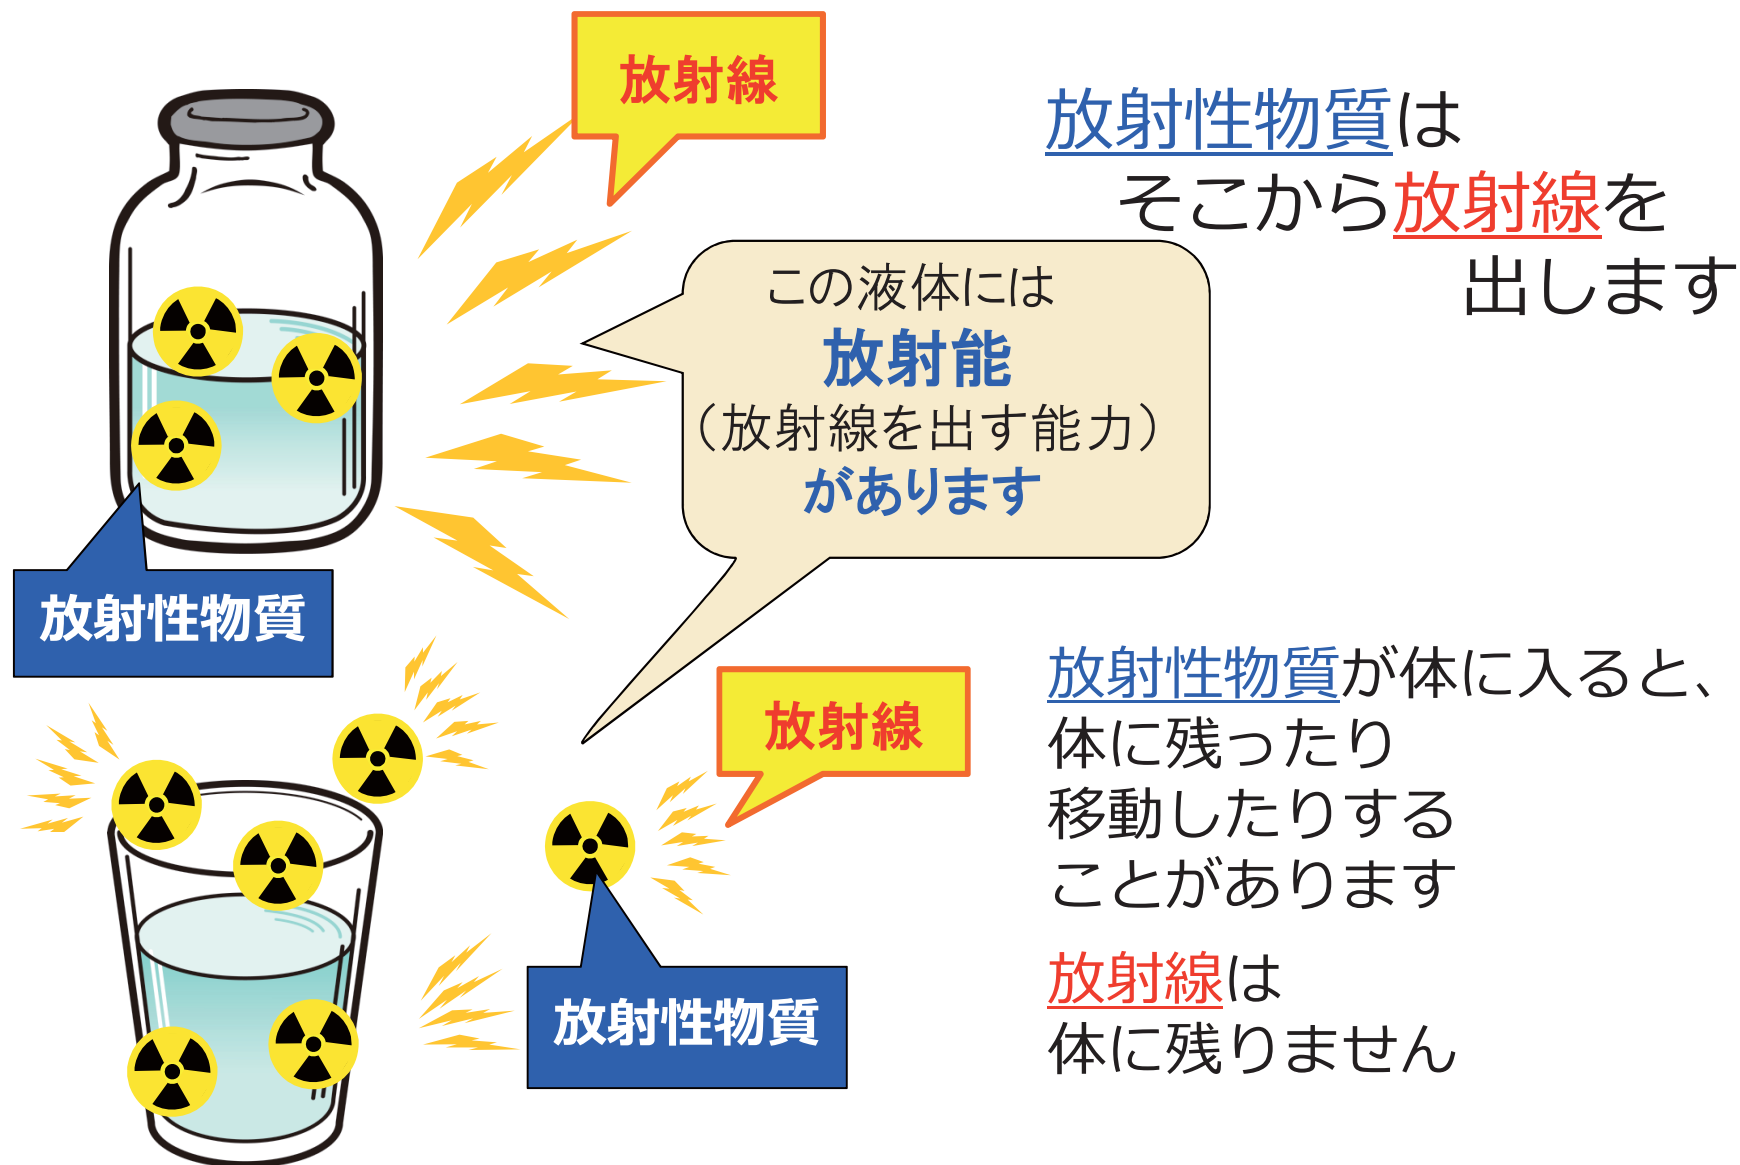 放射線
放射性物質は
そこから放射線を
出します
この液体には
放射能
（放射線を出す能力）
があります
放射性物質
放射線
放射性物質
放射性物質が体に入ると、
体に残ったり
移動したりする
ことがあります
放射線は
体に残りません